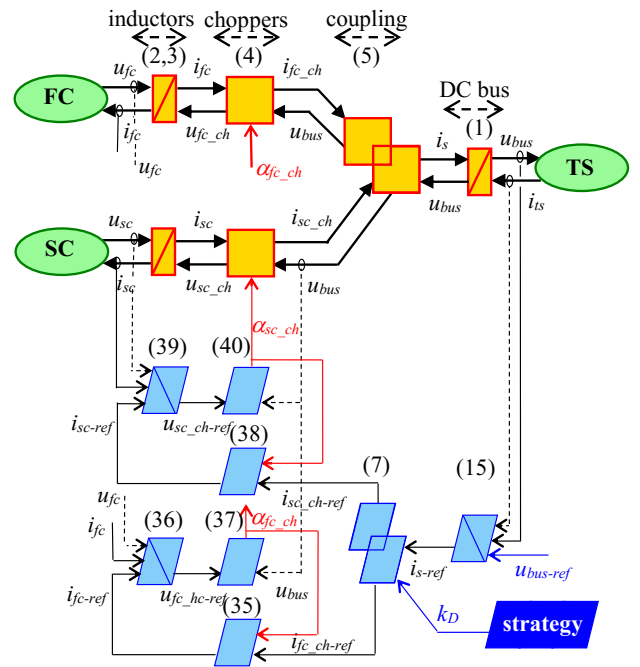 inductors choppers coupling
(2,3) (4) (5)
FC u_fc i_fc i_fc_ch
DC bus
(1)
i_fc u_fc_ch u_bus i_s u_bus
u_fc α_fc_ch TS
u_bus i_ts
SC u_sc i_sc i_sc_ch
i_sc u_sc_ch u_bus
α_sc_ch
(39) (40)
i_sc-ref u_sc_ch-ref
(38) (7) (15)
i_sc_ch-ref
u_fc α_fc_ch
i_fc (36) (37)
i_s-ref u_bus-ref
i_fc-ref u_fc_hc-ref u_bus
(35) k_D strategy
i_fc_ch-ref